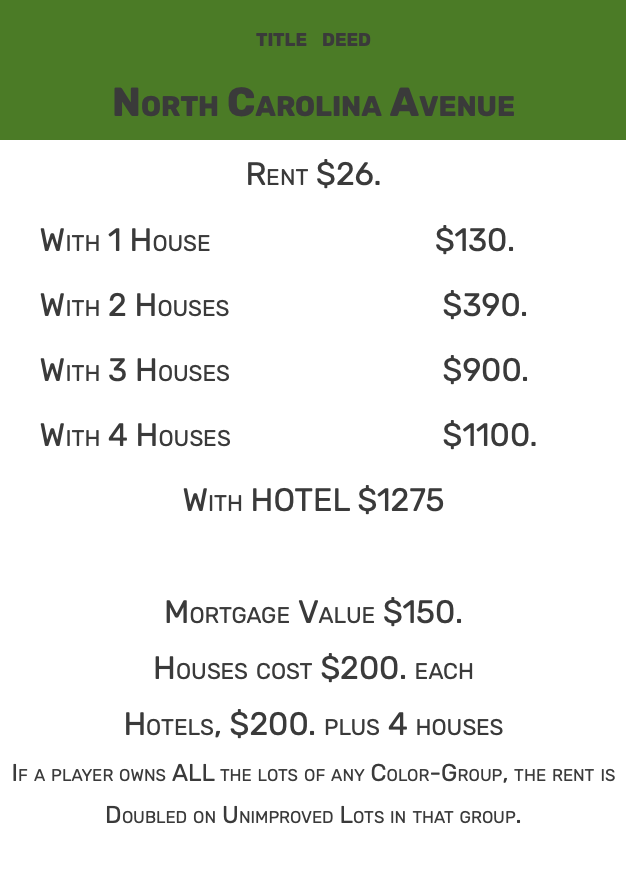 TITLE DEED
North Carolina Avenue
Rent $26.
With 1 House $130.
With 2 Houses $390.
With 3 Houses $900.
With 4 Houses $1100.
With HOTEL $1275
Mortgage Value $150.
Houses cost $200. each
Hotels, $200. plus 4 houses
If a player owns ALL the lots of any Color-Group, the rent is
Doubled on Unimproved Lots in that group.